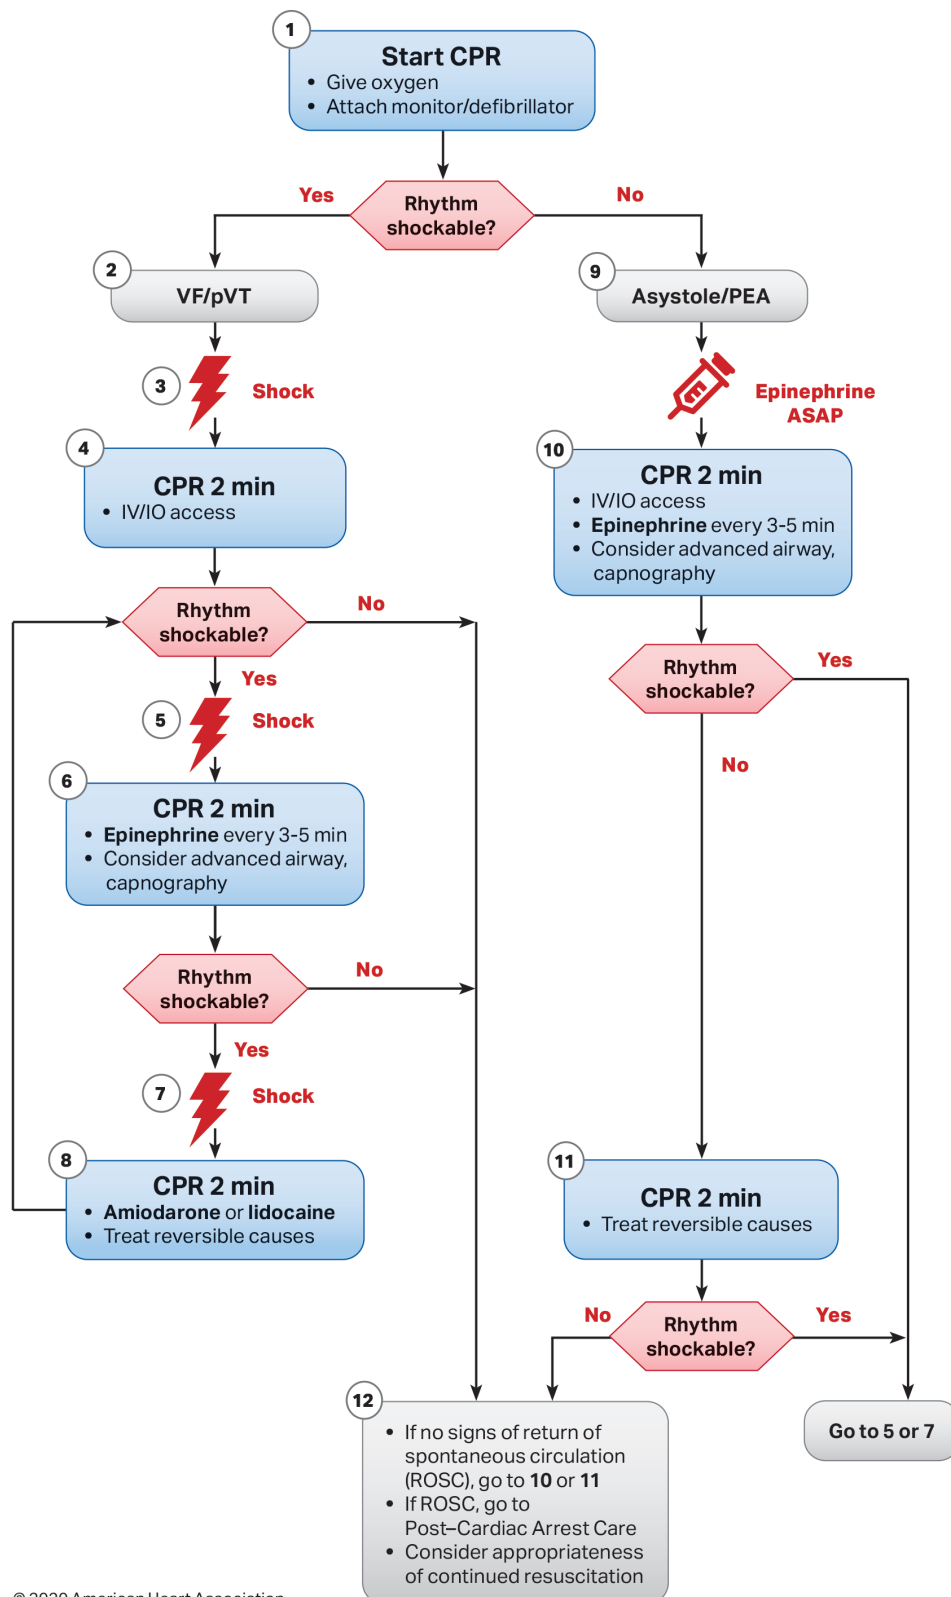 1
Start CPR
• Give oxygen
• Attach monitor/defibrillator
Rhythm
shockable?
Yes
No
2
VF/pVT
3
Shock
4
CPR 2 min
• IV/IO access
Rhythm
shockable?
No
Yes
5
Shock
6
CPR 2 min
• Epinephrine every 3-5 min
• Consider advanced airway,
capnography
Rhythm
shockable?
No
Yes
7
Shock
8
CPR 2 min
• Amiodarone or lidocaine
• Treat reversible causes
9
Asystole/PEA
Epinephrine
ASAP
10
CPR 2 min
• IV/IO access
• Epinephrine every 3-5 min
• Consider advanced airway,
capnography
Rhythm
shockable?
Yes
No
11
CPR 2 min
• Treat reversible causes
Rhythm
shockable?
No
Yes
12
• If no signs of return of
spontaneous circulation
(ROSC), go to 10 or 11
• If ROSC, go to
Post–Cardiac Arrest Care
• Consider appropriateness
of continued resuscitation
Go to 5 or 7
© 2020 American Heart Association